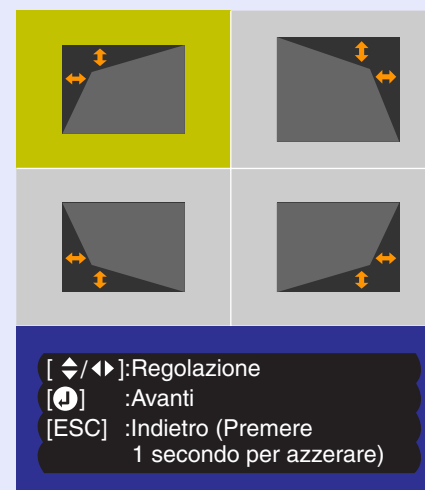 [ ]:Regolazione
[ ] :Avanti
[ESC] :Indietro (Premere
1 secondo per azzerare)